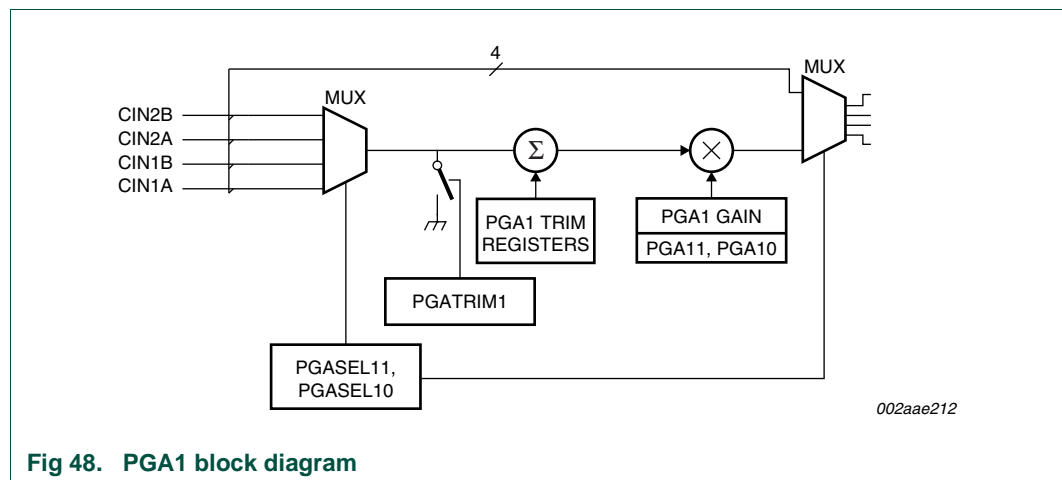 4
MUX
MUX
CIN2B
CIN2A
CIN1B
CIN1A
Σ
×
PGA1 TRIM
REGISTERS
PGA1 GAIN
PGA11, PGA10
PGATRIM1
PGASEL11,
PGASEL10
002aae212
Fig 48. PGA1 block diagram